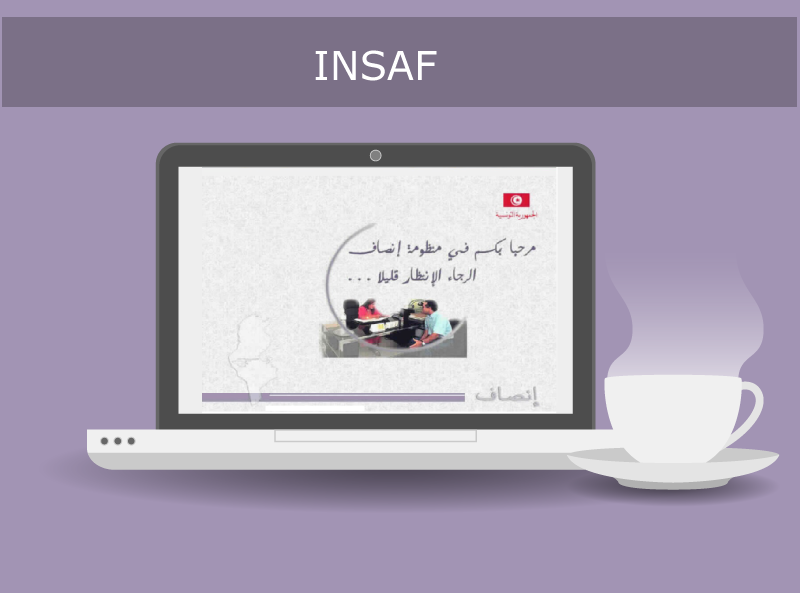 INSAF
الجمهورية التونسية
مرحبا بكم في منظومة إنصاف
الرجاء الإنتظار قليلا ...
إنصاف